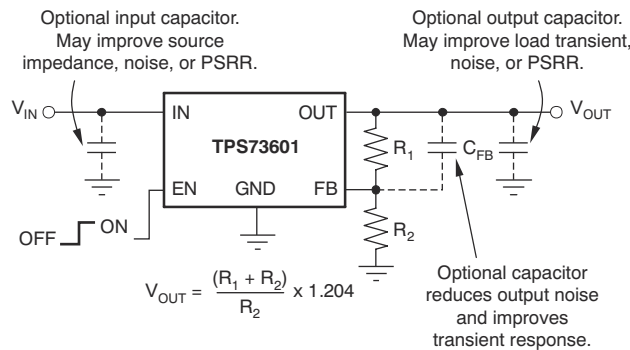 Optional input capacitor.
May improve source
impedance, noise, or PSRR.
Optional output capacitor.
May improve load transient,
noise, or PSRR.
V_IN
IN
OUT
V_OUT
TPS73601
R_1
C_FB
EN
GND
FB
OFF
ON
R_2
V_OUT = (R_1 + R_2) / R_2 x 1.204
Optional capacitor
reduces output noise
and improves
transient response.